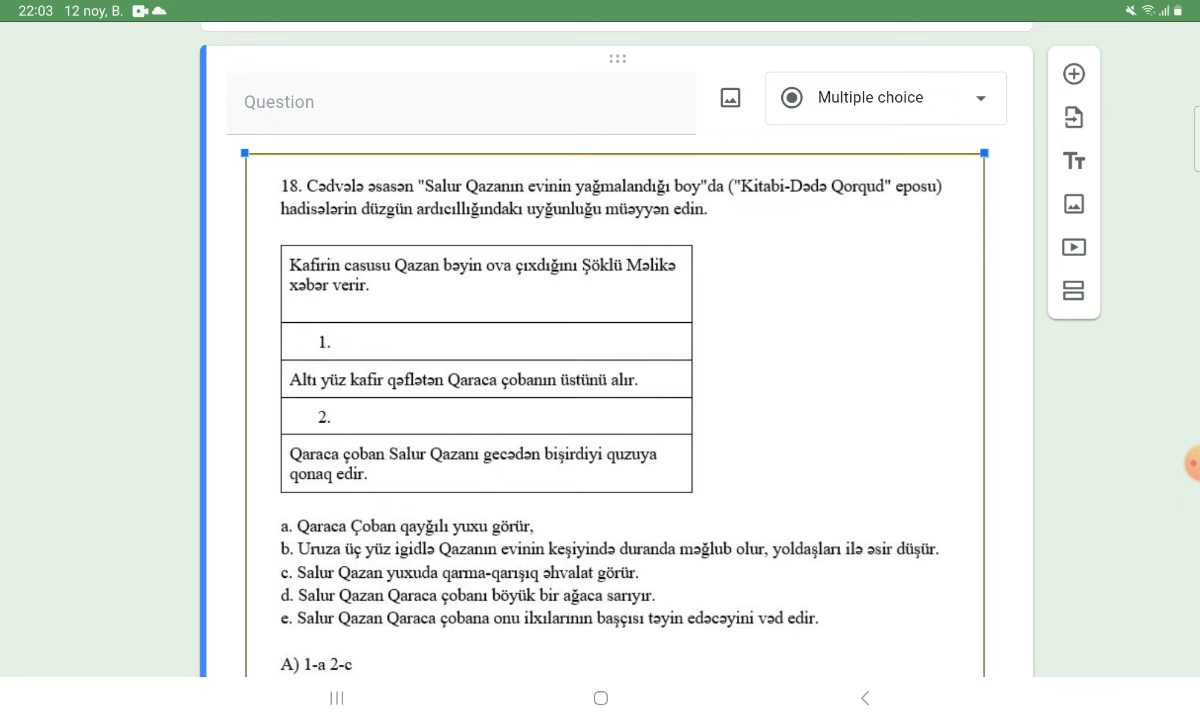 22:03 12 noy, B.
Question
Multiple choice
18. Cədvələ əsasən "Salur Qazanın evinin yağmalandığı boy"da ("Kitabi-Dədə Qorqud" eposu)
hadisələrin düzgün ardıcıllığındakı uyğunluğu müəyyən edin.
Kafirin casusu Qazan bəyin ova çıxdığını Şöklü Məlikə
xəbər verir.
1.
Altı yüz kafir qəflətən Qaraca çobanın üstünü alır.
2.
Qaraca çoban Salur Qazanı gecədən bişirdiyi quzuya
qonaq edir.
a. Qaraca Çoban qayğılı yuxu görür,
b. Uruza üç yüz igidlə Qazanın evinin keşiyində duranda məğlub olur, yoldaşları ilə əsir düşür.
c. Salur Qazan yuxuda qarma-qarışıq əhvalat görür.
d. Salur Qazan Qaraca çobanı böyük bir ağaca sarıyır.
e. Salur Qazan Qaraca çobana onu ilxılarının başçısı təyin edəcəyini vəd edir.
A) 1-a 2-c